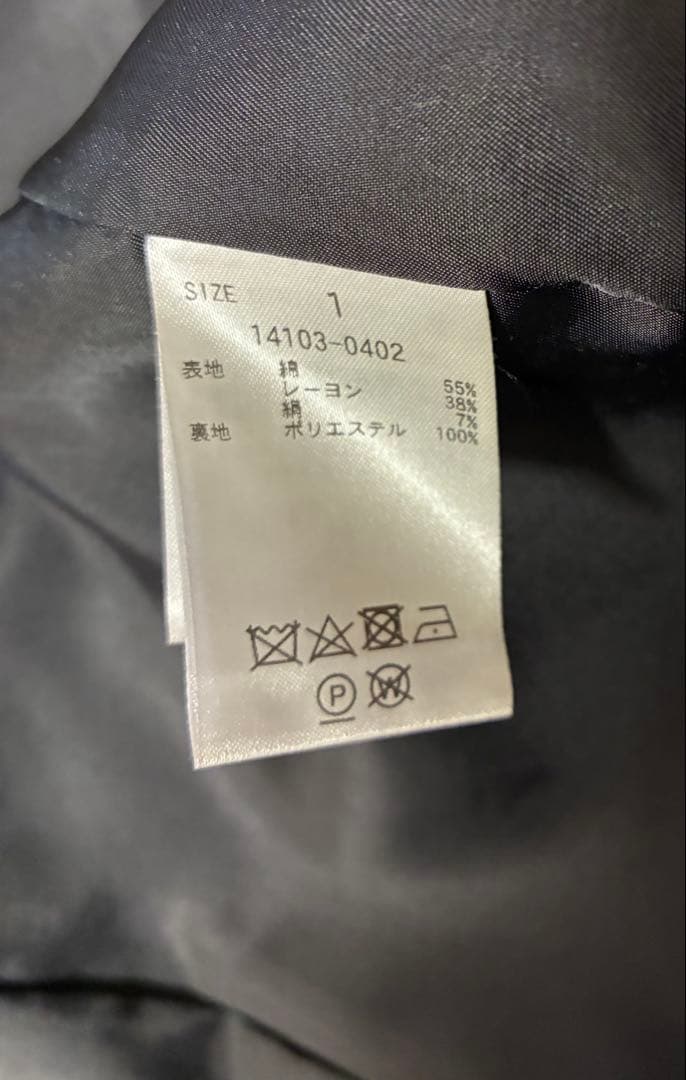 SIZE 1
14103-0402
表地 綿 55%
レーヨン 38%
絹 7%
裏地 ポリエステル 100%
P W